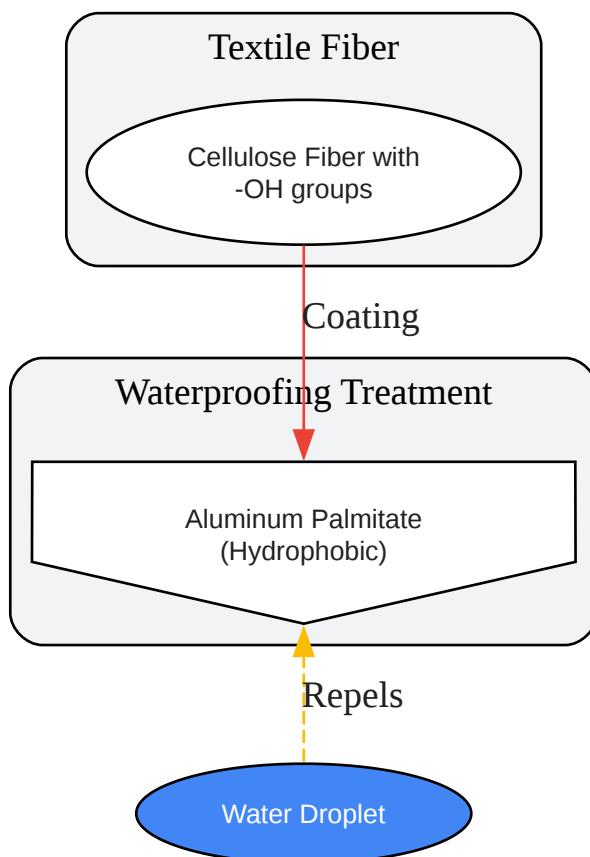 Textile Fiber
Cellulose Fiber with
-OH groups
Coating
Waterproofing Treatment
Aluminum Palmitate
(Hydrophobic)
Repels
Water Droplet